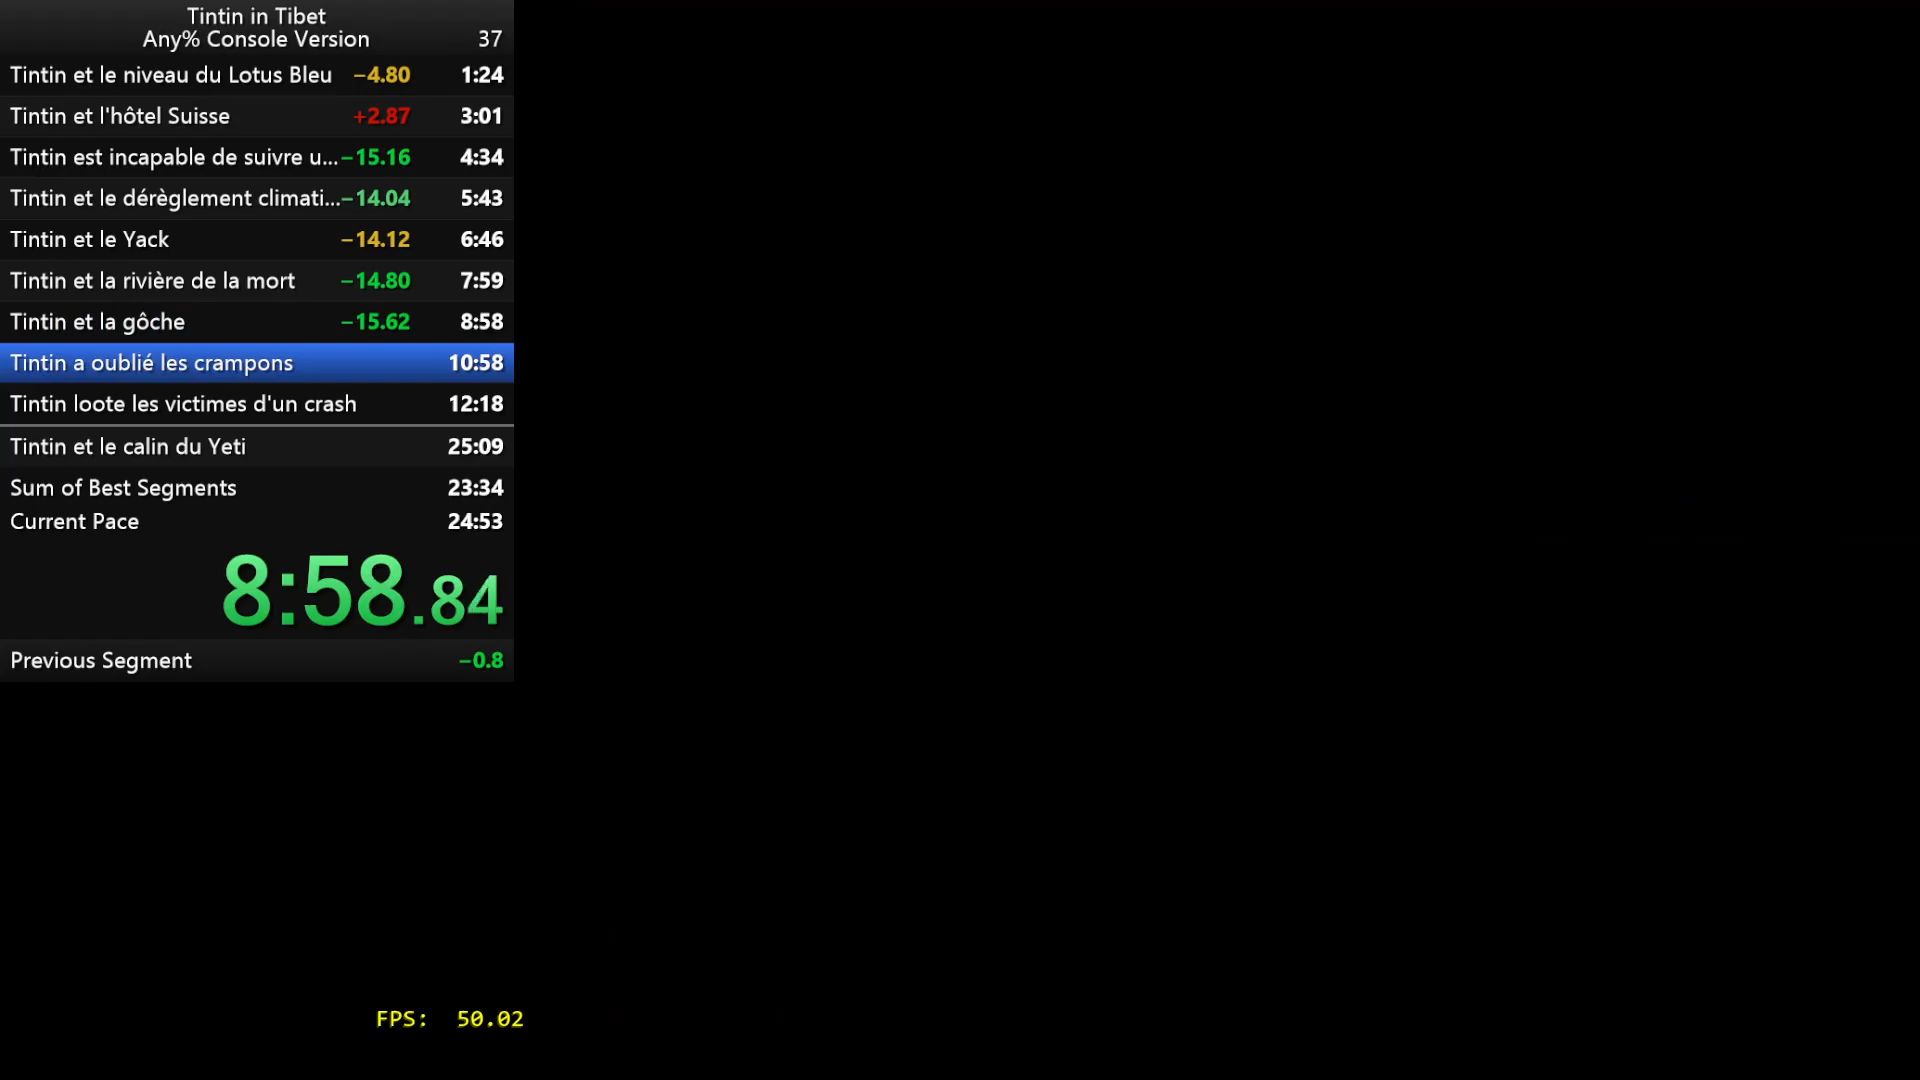 Tintin in Tibet
Any% Console Version 37
Tintin et le niveau du Lotus Bleu −4.80 1:24
Tintin et l'hôtel Suisse +2.87 3:01
Tintin est incapable de suivre u... −15.16 4:34
Tintin et le dérèglement climati... −14.04 5:43
Tintin et le Yack −14.12 6:46
Tintin et la rivière de la mort −14.80 7:59
Tintin et la gôche −15.62 8:58
Tintin a oublié les crampons 10:58
Tintin loote les victimes d'un crash 12:18
Tintin et le calin du Yeti 25:09
Sum of Best Segments 23:34
Current Pace 24:53
8:58.84
Previous Segment −0.8
FPS: 50.02